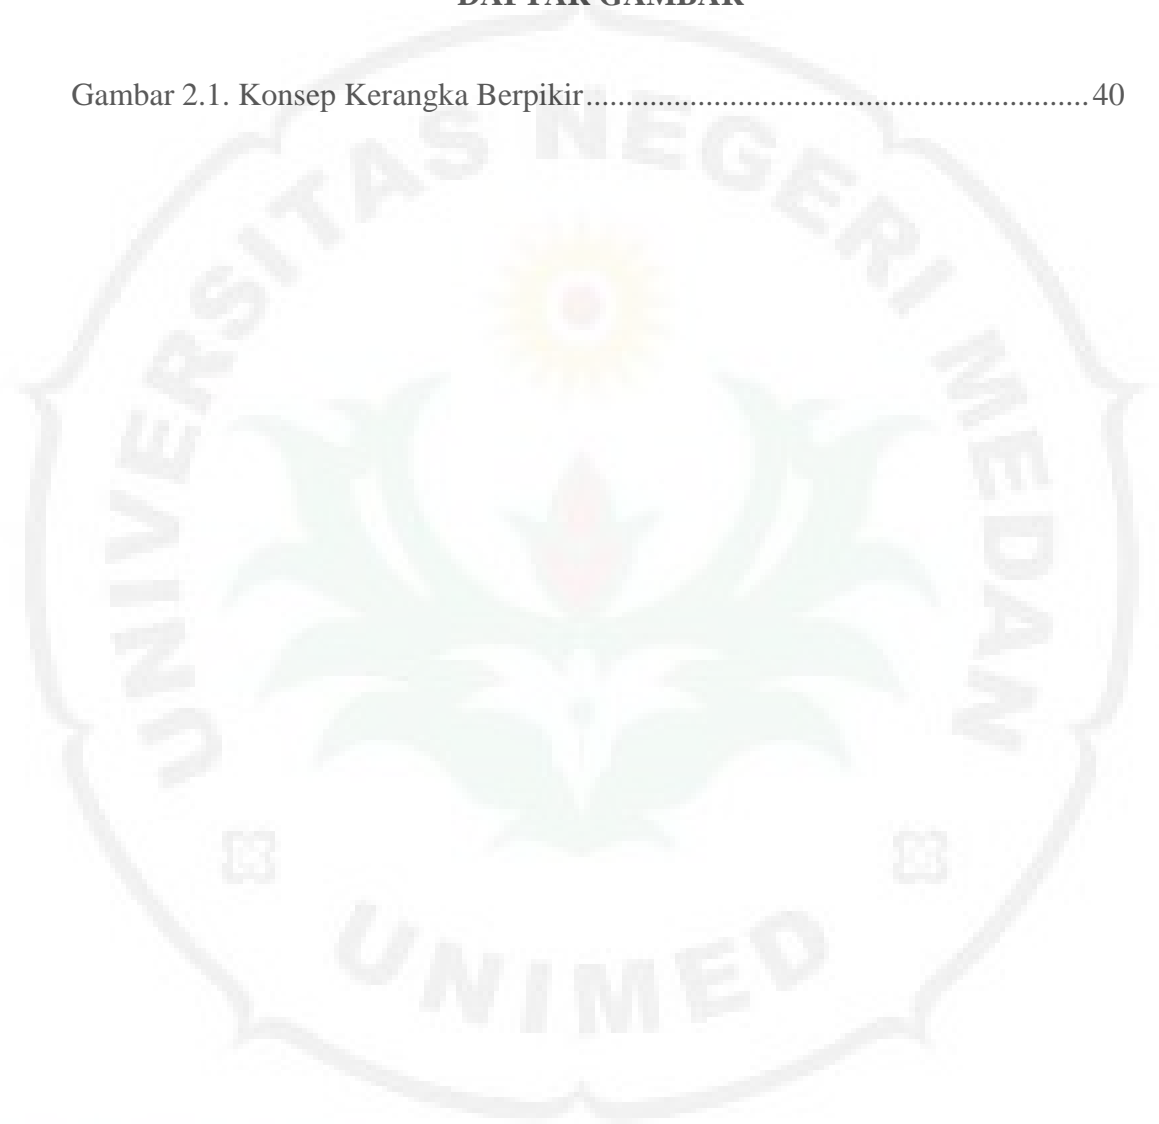 DAFTAR GAMBAR
Gambar 2.1. Konsep Kerangka Berpikir.....................................................40
UNIVERSITAS NEGERI MEDAN
UNIMED